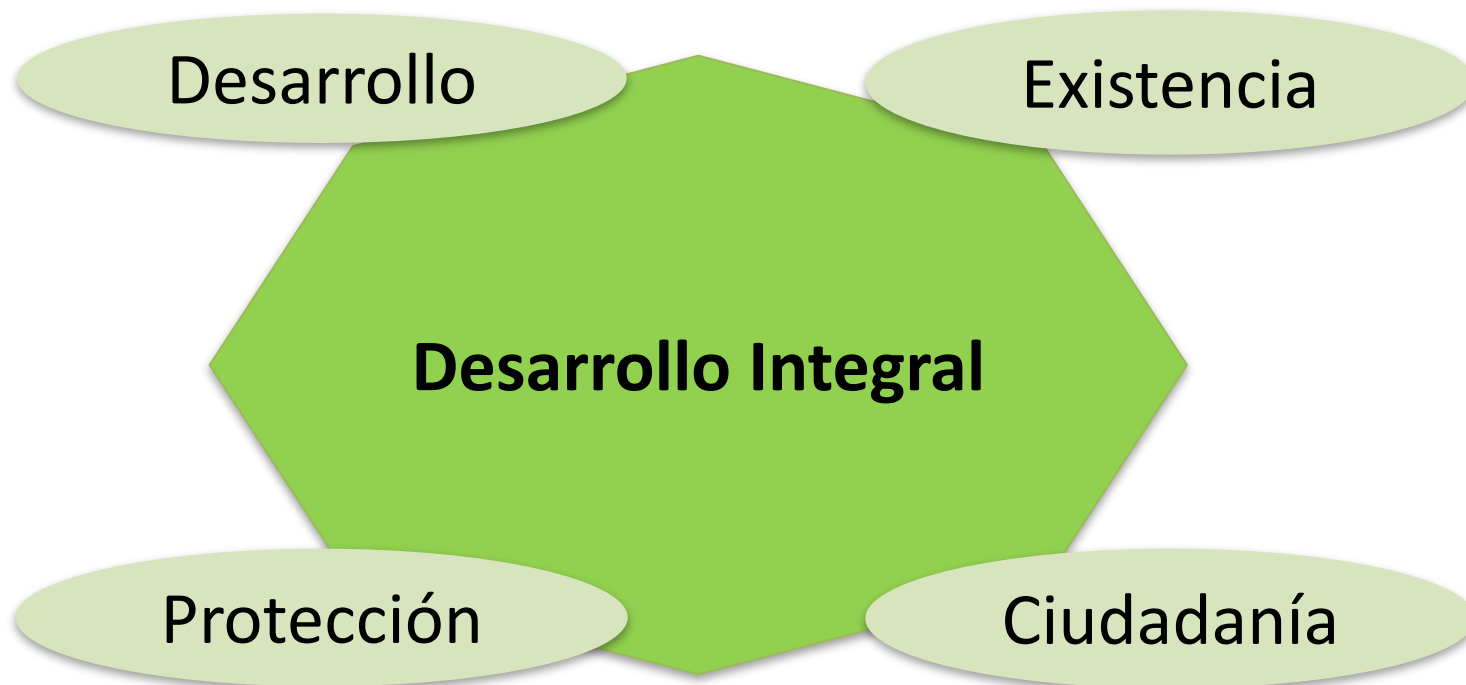 Desarrollo
Existencia
Desarrollo Integral
Protección
Ciudadanía